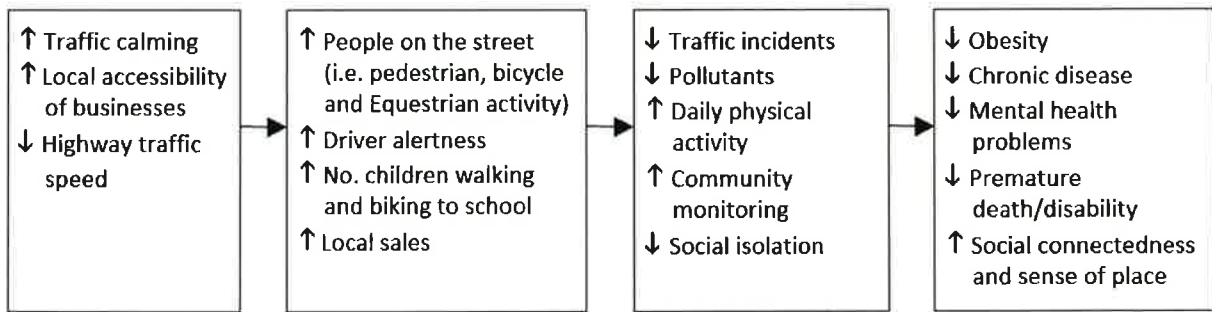 ↑ Traffic calming
↑ Local accessibility
of businesses
↓ Highway traffic
speed
↑ People on the street
(i.e. pedestrian, bicycle
and Equestrian activity)
↑ Driver alertness
↑ No. children walking
and biking to school
↑ Local sales
↓ Traffic incidents
↓ Pollutants
↑ Daily physical
activity
↑ Community
monitoring
↓ Social isolation
↓ Obesity
↓ Chronic disease
↓ Mental health
problems
↓ Premature
death/disability
↑ Social connectedness
and sense of place